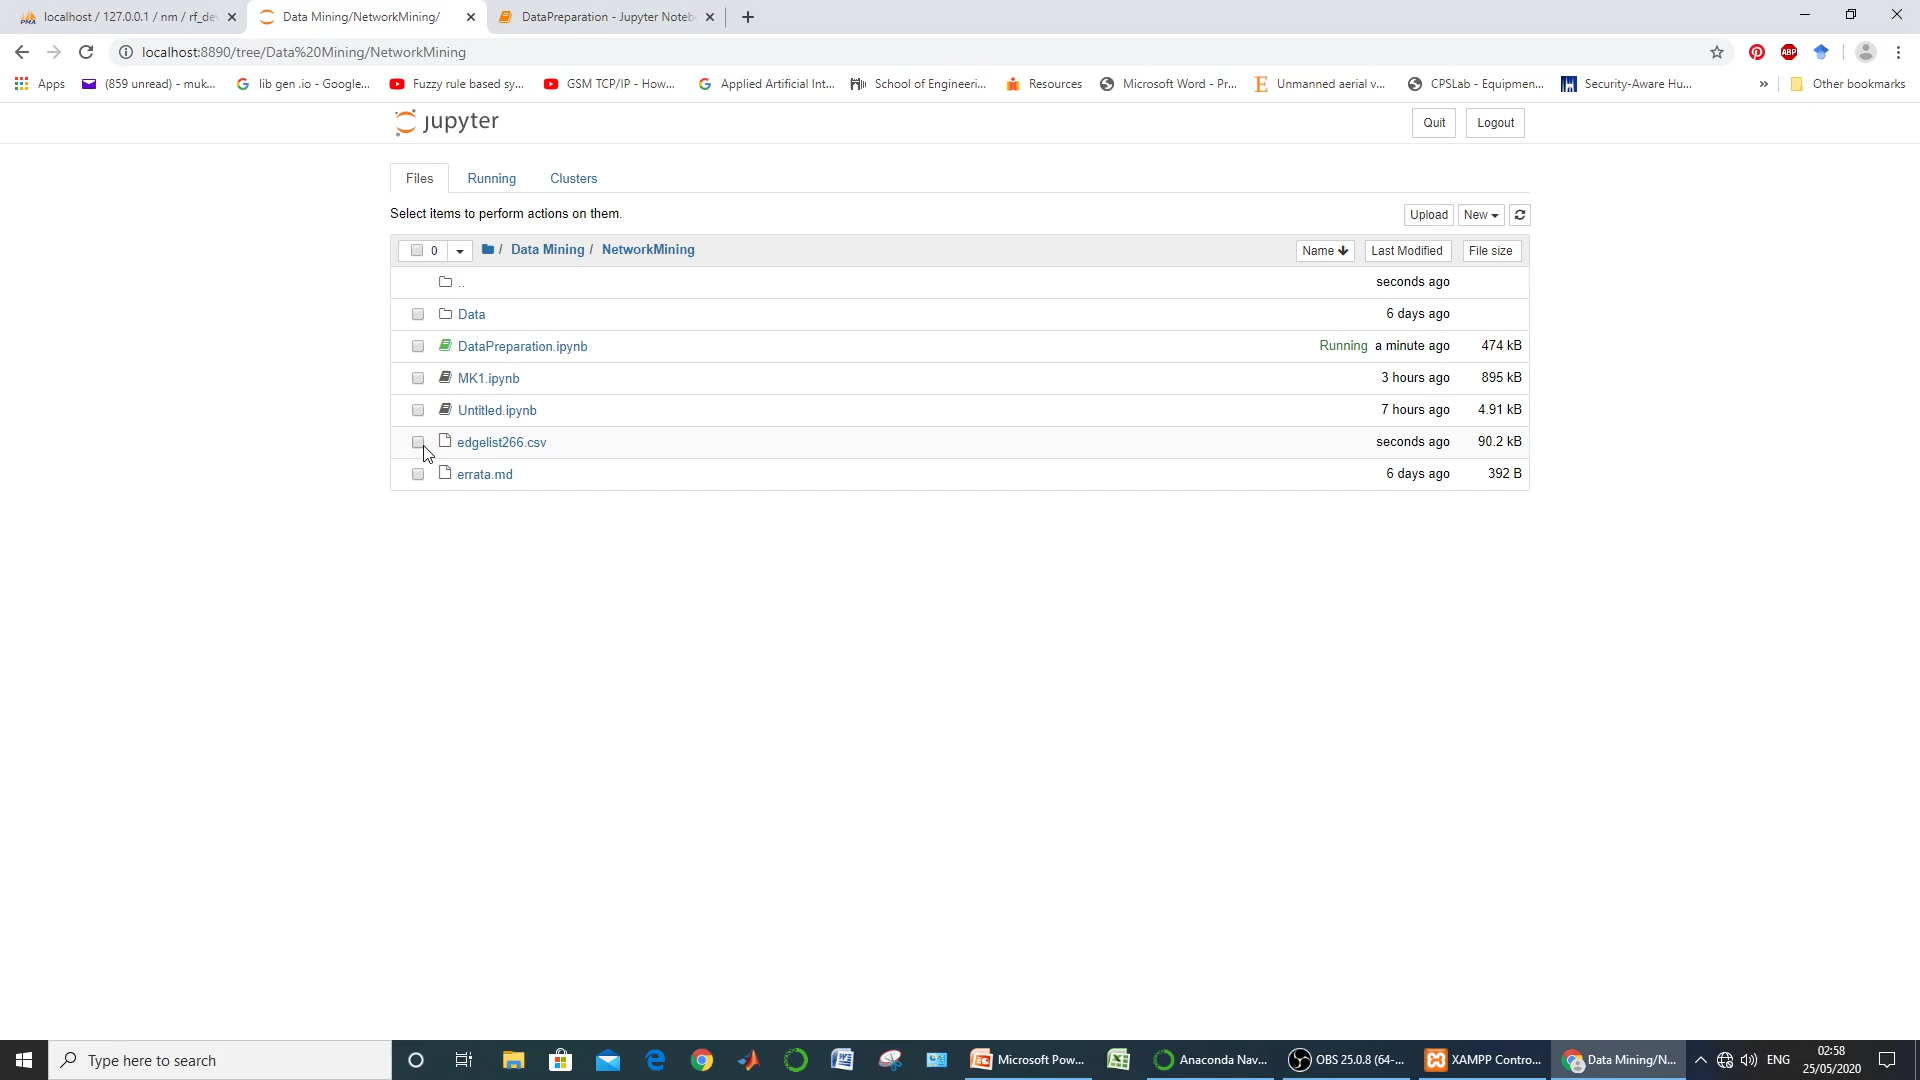 localhost / 127.0.0.1 / nm / rf_de
Data Mining/NetworkMining/
DataPreparation - Jupyter Noteb
localhost:8890/tree/Data%20Mining/NetworkMining
Apps
(859 unread) - muk...
lib gen .io - Google...
Fuzzy rule based sy...
GSM TCP/IP - How...
Applied Artificial Int...
School of Engineeri...
Resources
Microsoft Word - Pr...
Unmanned aerial v...
CPSLab - Equipmen...
Security-Aware Hu...
»
Other bookmarks
jupyter
Quit
Logout
Files
Running
Clusters
Select items to perform actions on them.
Upload
New
0
/ Data Mining / NetworkMining
Name
Last Modified
File size
..
seconds ago
Data
6 days ago
DataPreparation.ipynb
Running a minute ago
474 kB
MK1.ipynb
3 hours ago
895 kB
Untitled.ipynb
7 hours ago
4.91 kB
edgelist266.csv
seconds ago
90.2 kB
errata.md
6 days ago
392 B
Type here to search
Microsoft Pow...
Anaconda Nav...
OBS 25.0.8 (64-...
XAMPP Contro...
Data Mining/N...
ENG
02:58
25/05/2020